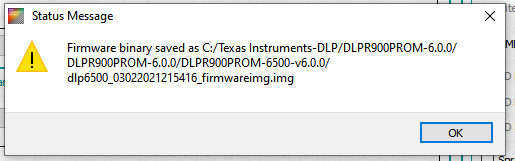 Status Message
Firmware binary saved as C:/Texas Instruments-DLP/DLPR900PROM-6.0.0/
DLPR900PROM-6.0.0/DLPR900PROM-6500-v6.0.0/
dlp6500_03022021215416_firmwareimg.img
OK